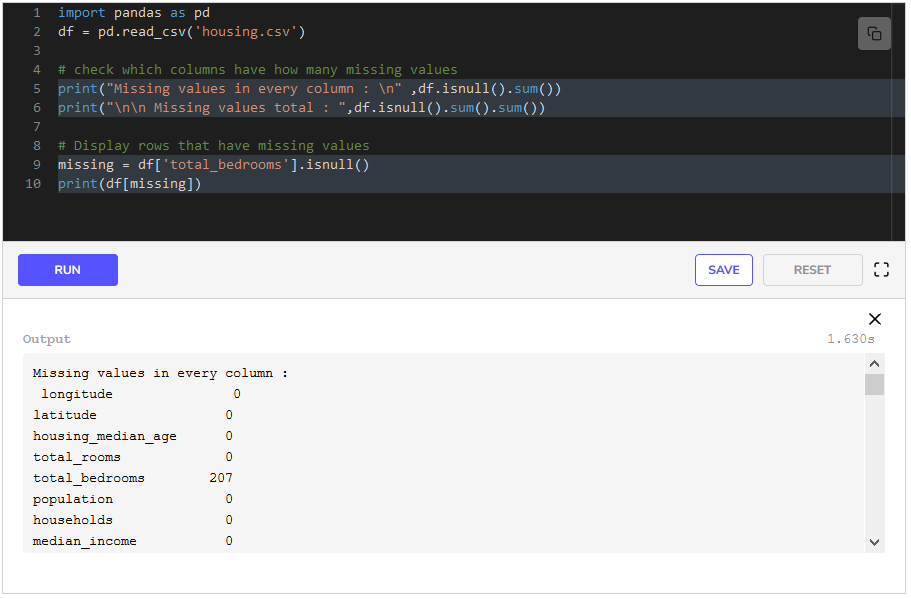 1 import pandas as pd
2 df = pd.read_csv('housing.csv')
3
4 # check which columns have how many missing values
5 print("Missing values in every column : \n" ,df.isnull().sum())
6 print("\n\n Missing values total : ",df.isnull().sum().sum())
7
8 # Display rows that have missing values
9 missing = df['total_bedrooms'].isnull()
10 print(df[missing])
RUN SAVE RESET
Output 1.630s
Missing values in every column :
longitude 0
latitude 0
housing_median_age 0
total_rooms 0
total_bedrooms 207
population 0
households 0
median_income 0